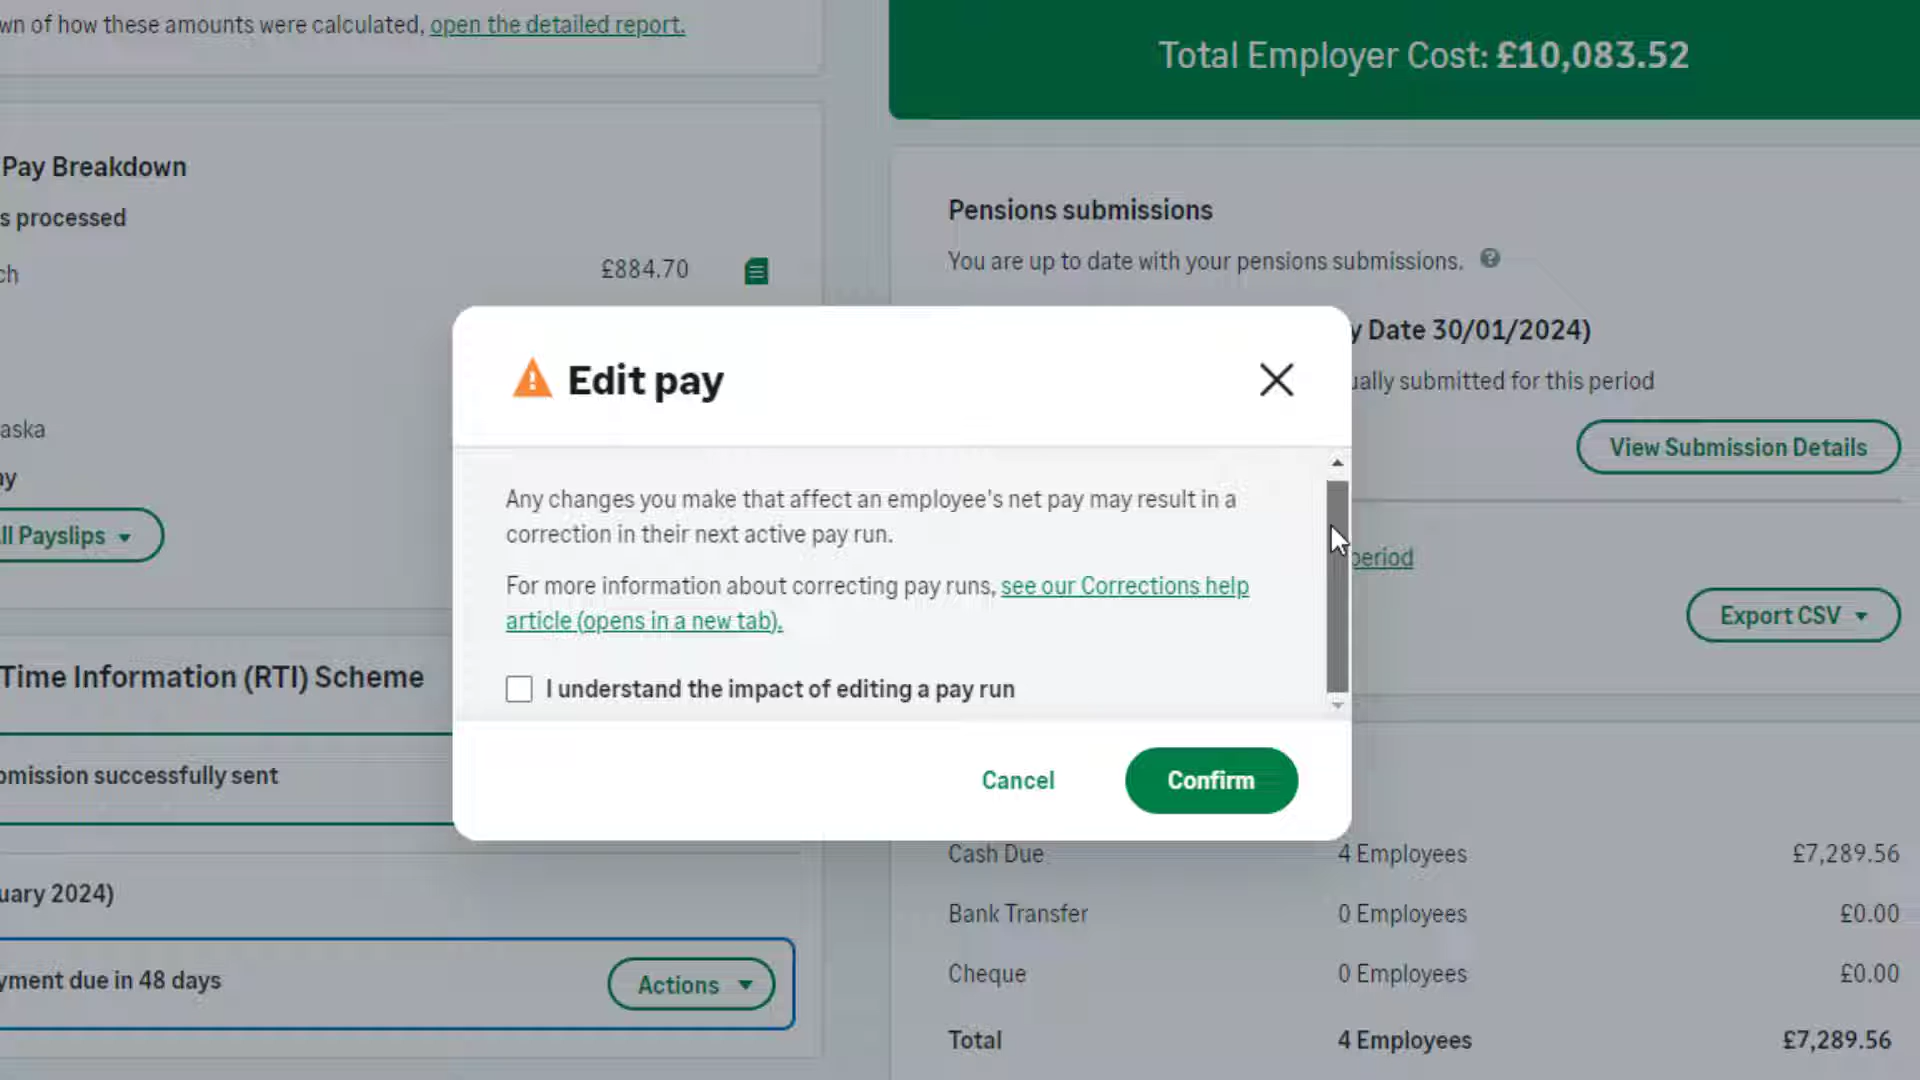 wn of how these amounts were calculated, open the detailed report.
Total Employer Cost: £10,083.52
Pay Breakdown
s processed
ch £884.70
aska
ay
ll Payslips
Pensions submissions
You are up to date with your pensions submissions.
y Date 30/01/2024)
ually submitted for this period
View Submission Details
period
Export CSV
Edit pay
Any changes you make that affect an employee's net pay may result in a
correction in their next active pay run.
For more information about correcting pay runs, see our Corrections help
article (opens in a new tab).
I understand the impact of editing a pay run
Cancel
Confirm
Time Information (RTI) Scheme
omission successfully sent
uary 2024)
yment due in 48 days
Actions
Cash Due 4 Employees £7,289.56
Bank Transfer 0 Employees £0.00
Cheque 0 Employees £0.00
Total 4 Employees £7,289.56